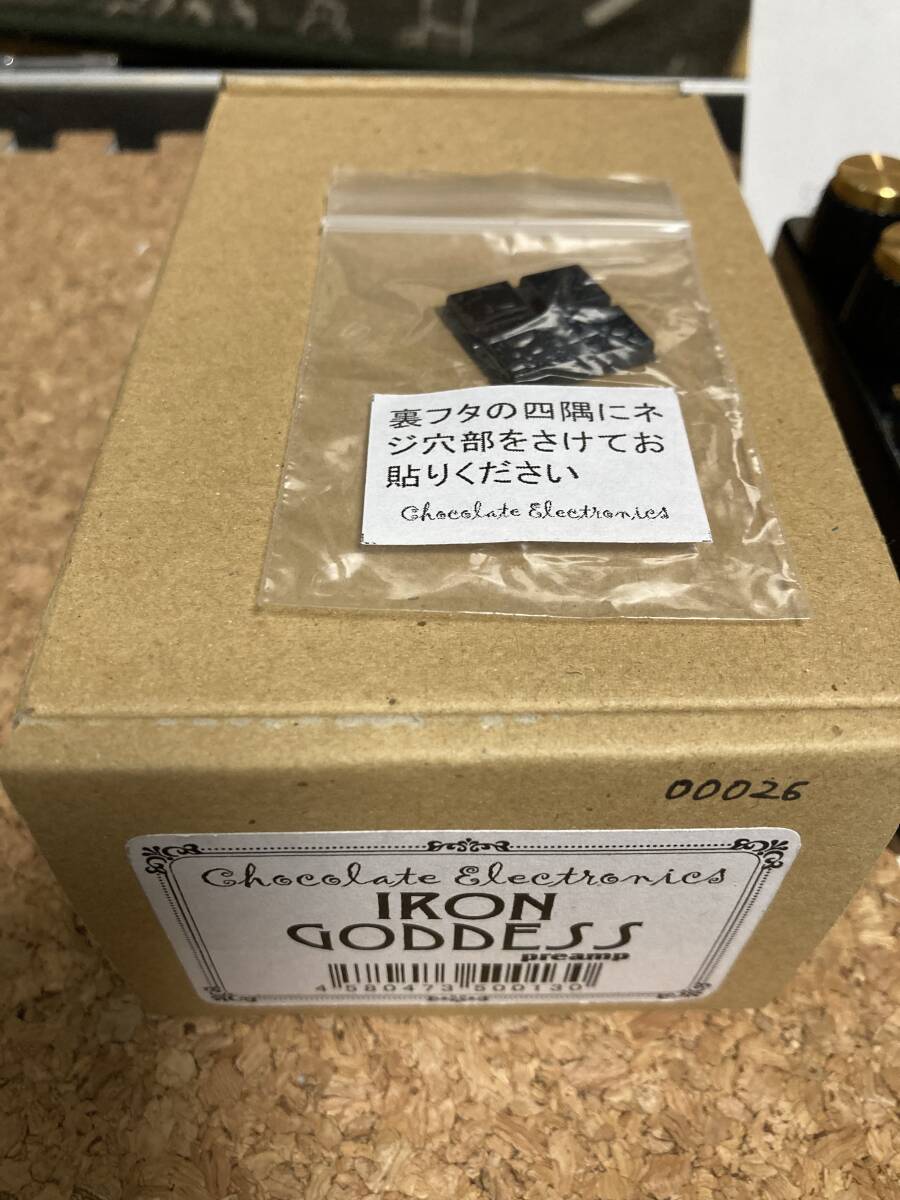 裏フタの四隅にネ
ジ穴部をさけてお
貼りください
Chocolate Electronics
00026
Chocolate Electronics
IRON
GODDESS
preamp
4 580473 500130